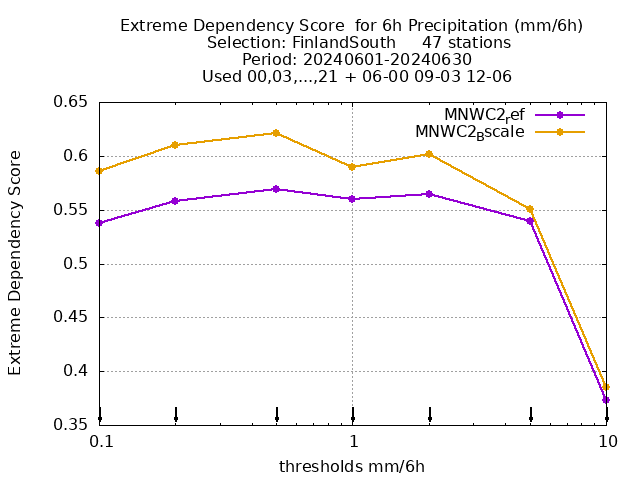 Extreme Dependency Score  for 6h Precipitation (mm/6h)
Selection: FinlandSouth     47 stations
Period: 20240601-20240630
Used 00,03,...,21 + 06-00 09-03 12-06
MNWC2ref
MNWC2Bscale
0.65
0.6
0.55
0.5
0.45
0.4
0.35
Extreme Dependency Score
0.1
1
10
thresholds mm/6h